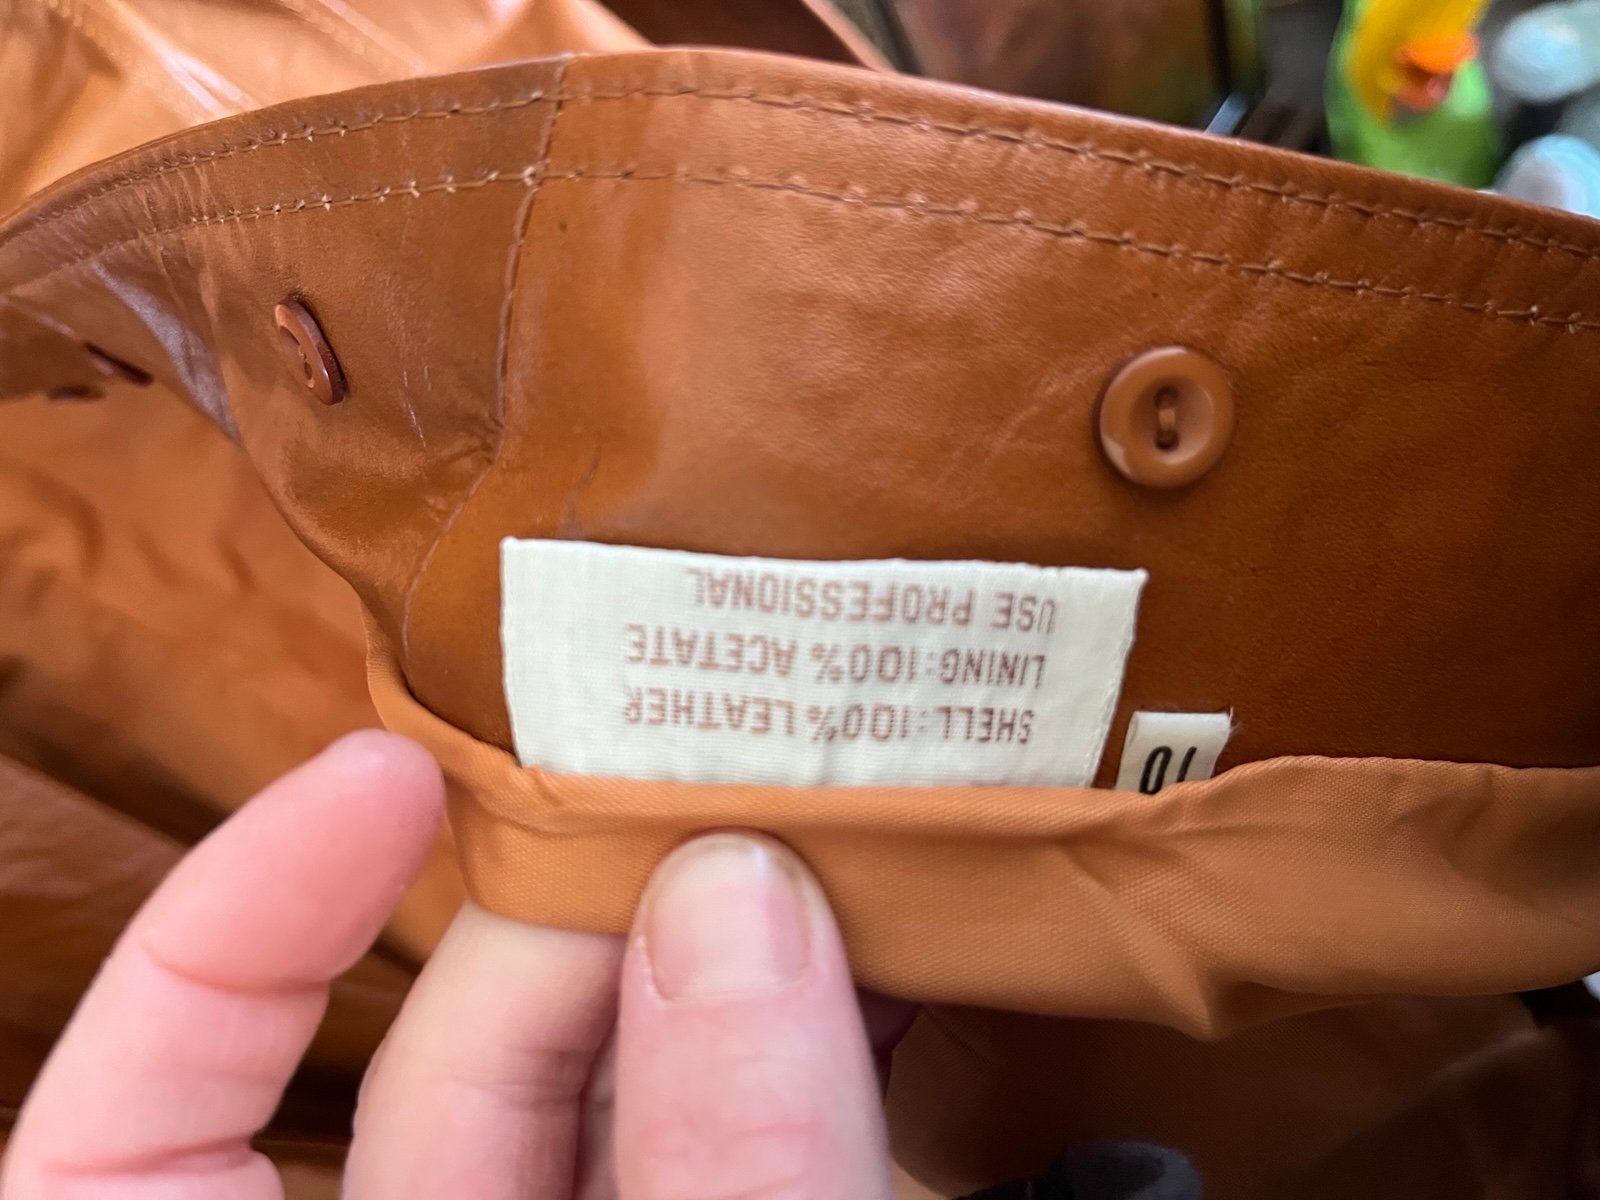 SHELL:100% LEATHER
LINING:100% ACETATE
USE PROFESSIONAL
10